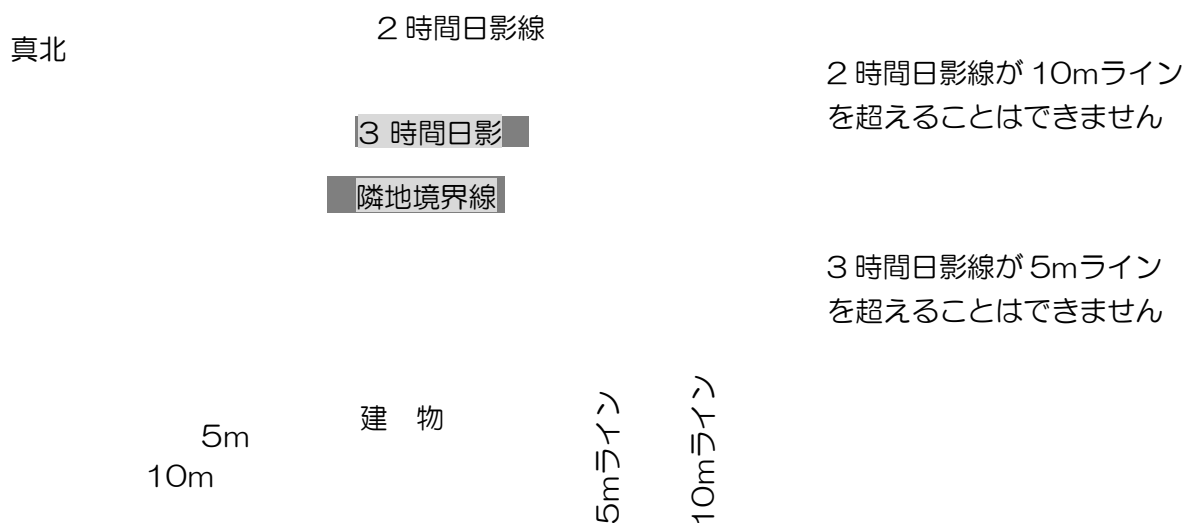 2時間日影線
真北
2時間日影線が10mライン
を超えることはできません
3 時間日影
隣地境界線
3時間日影線が5mライン
を超えることはできません
建　物
5m
10m
5mライン
10mライン